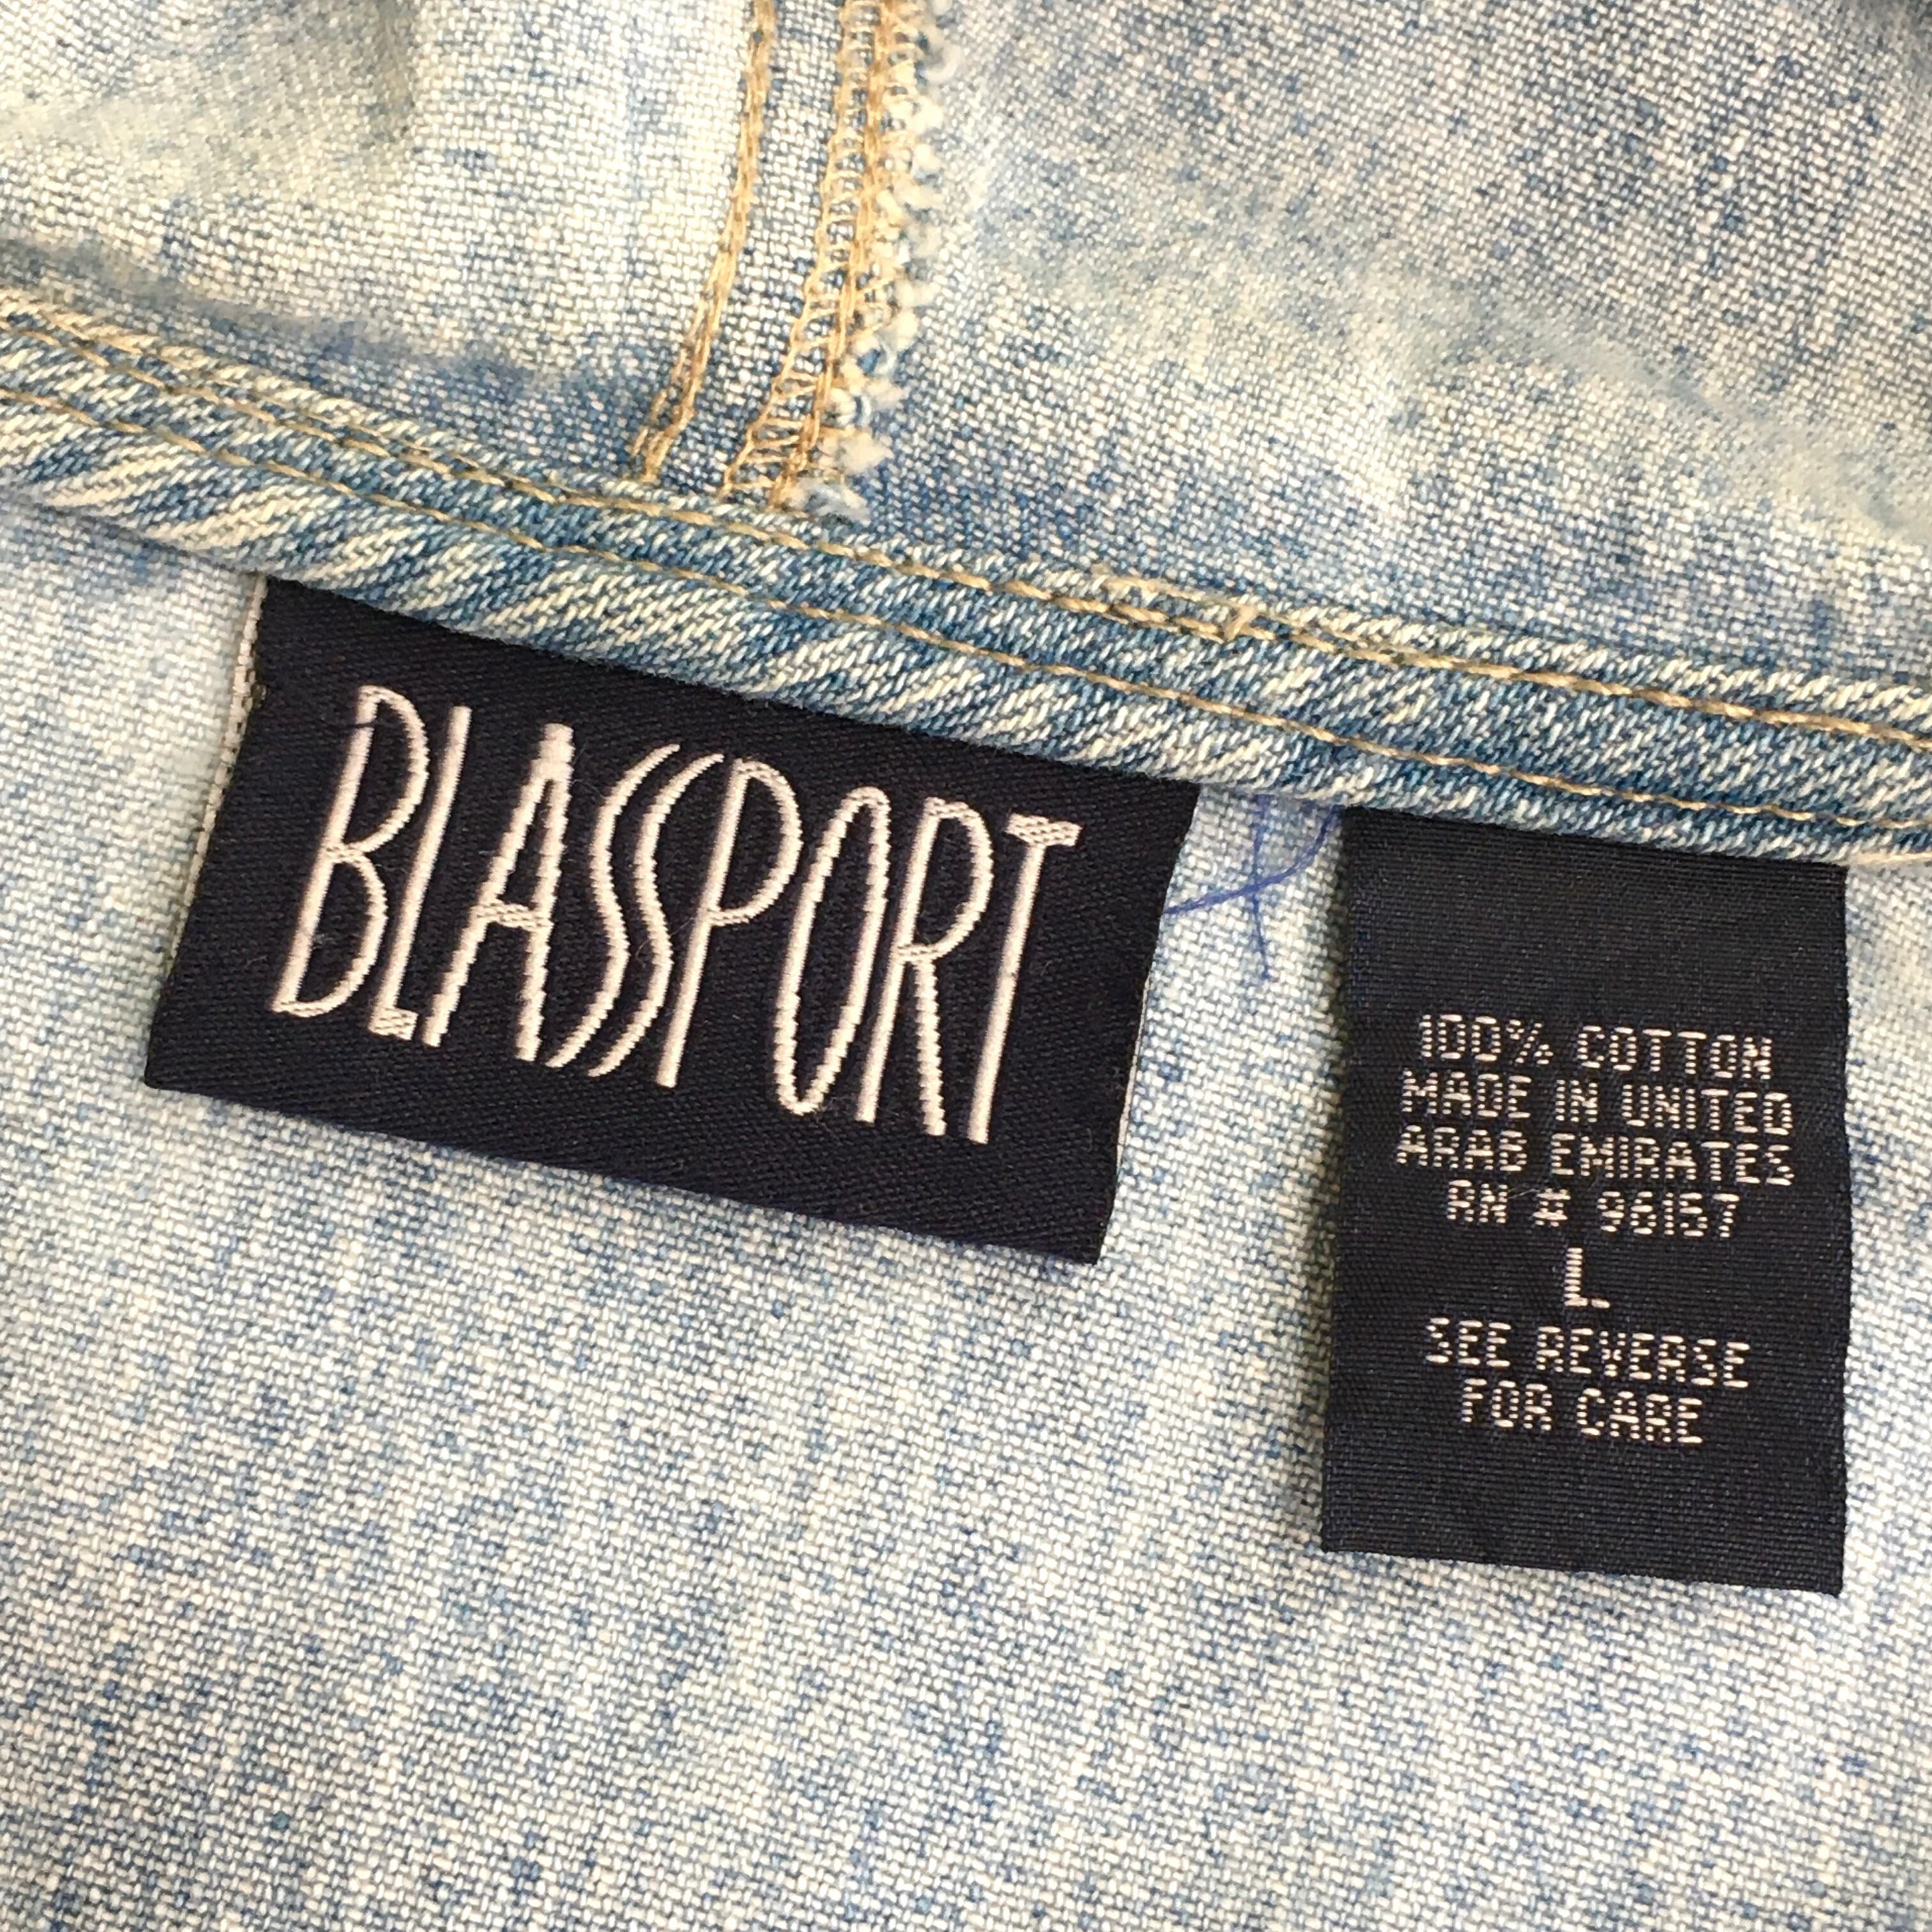 BLASSPORT
100% COTTON
MADE IN UNITED
ARAB EMIRATES
RN # 96157
L
SEE REVERSE
FOR CARE